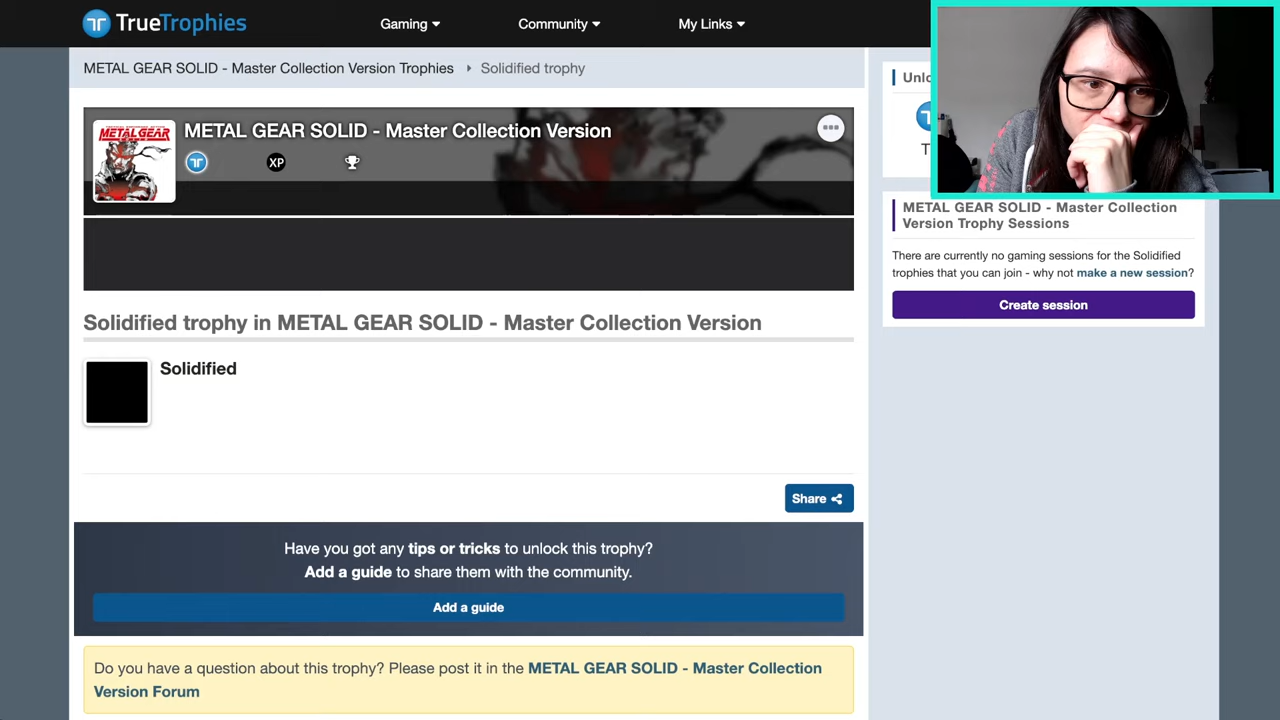 TrueTrophies
Gaming
Community
My Links
METAL GEAR SOLID - Master Collection Version Trophies
Solidified trophy
METAL GEAR
METAL GEAR SOLID - Master Collection Version
XP
Solidified trophy in METAL GEAR SOLID - Master Collection Version
Solidified
Share
Have you got any tips or tricks to unlock this trophy?
Add a guide to share them with the community.
Add a guide
Do you have a question about this trophy? Please post it in the METAL GEAR SOLID - Master Collection
Version Forum
METAL GEAR SOLID - Master Collection
Version Trophy Sessions
There are currently no gaming sessions for the Solidified
trophies that you can join - why not make a new session?
Create session